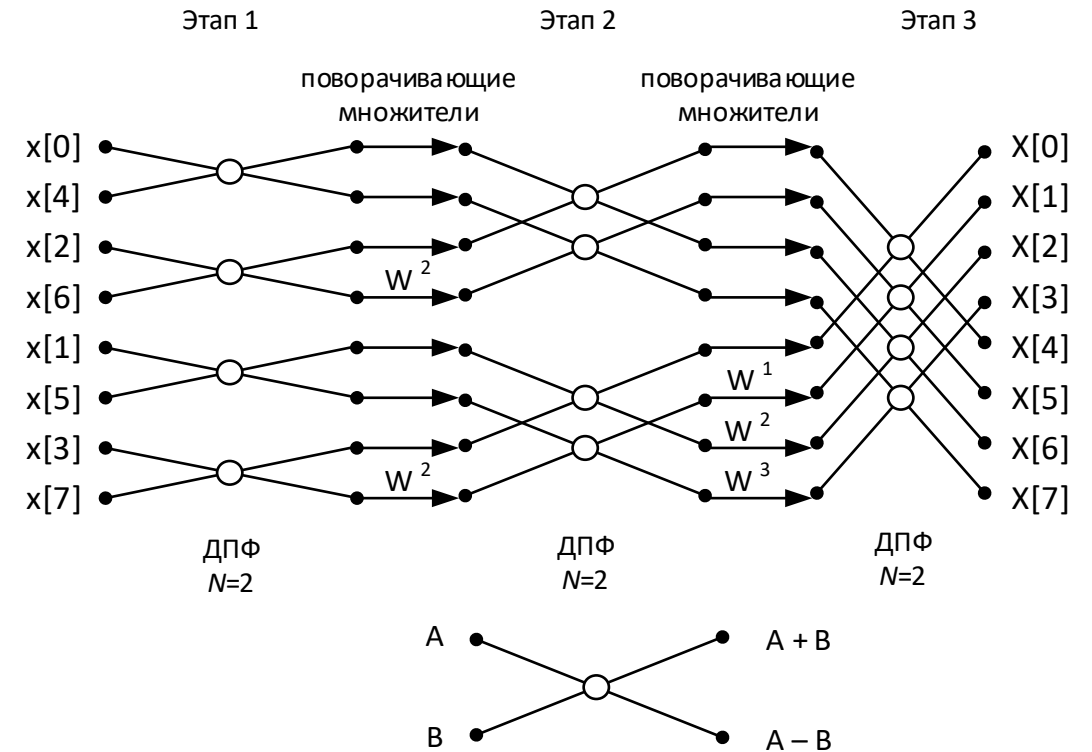 Этап 1
Этап 2
Этап 3
поворачивающие
множители
поворачивающие
множители
x[0]
X[0]
x[4]
X[1]
x[2]
X[2]
x[6]
W 2
X[3]
x[1]
X[4]
x[5]
W 1
X[5]
x[3]
W 2
X[6]
x[7]
W 2
W 3
X[7]
ДПФ
N=2
ДПФ
N=2
ДПФ
N=2
A
A + B
B
A – B